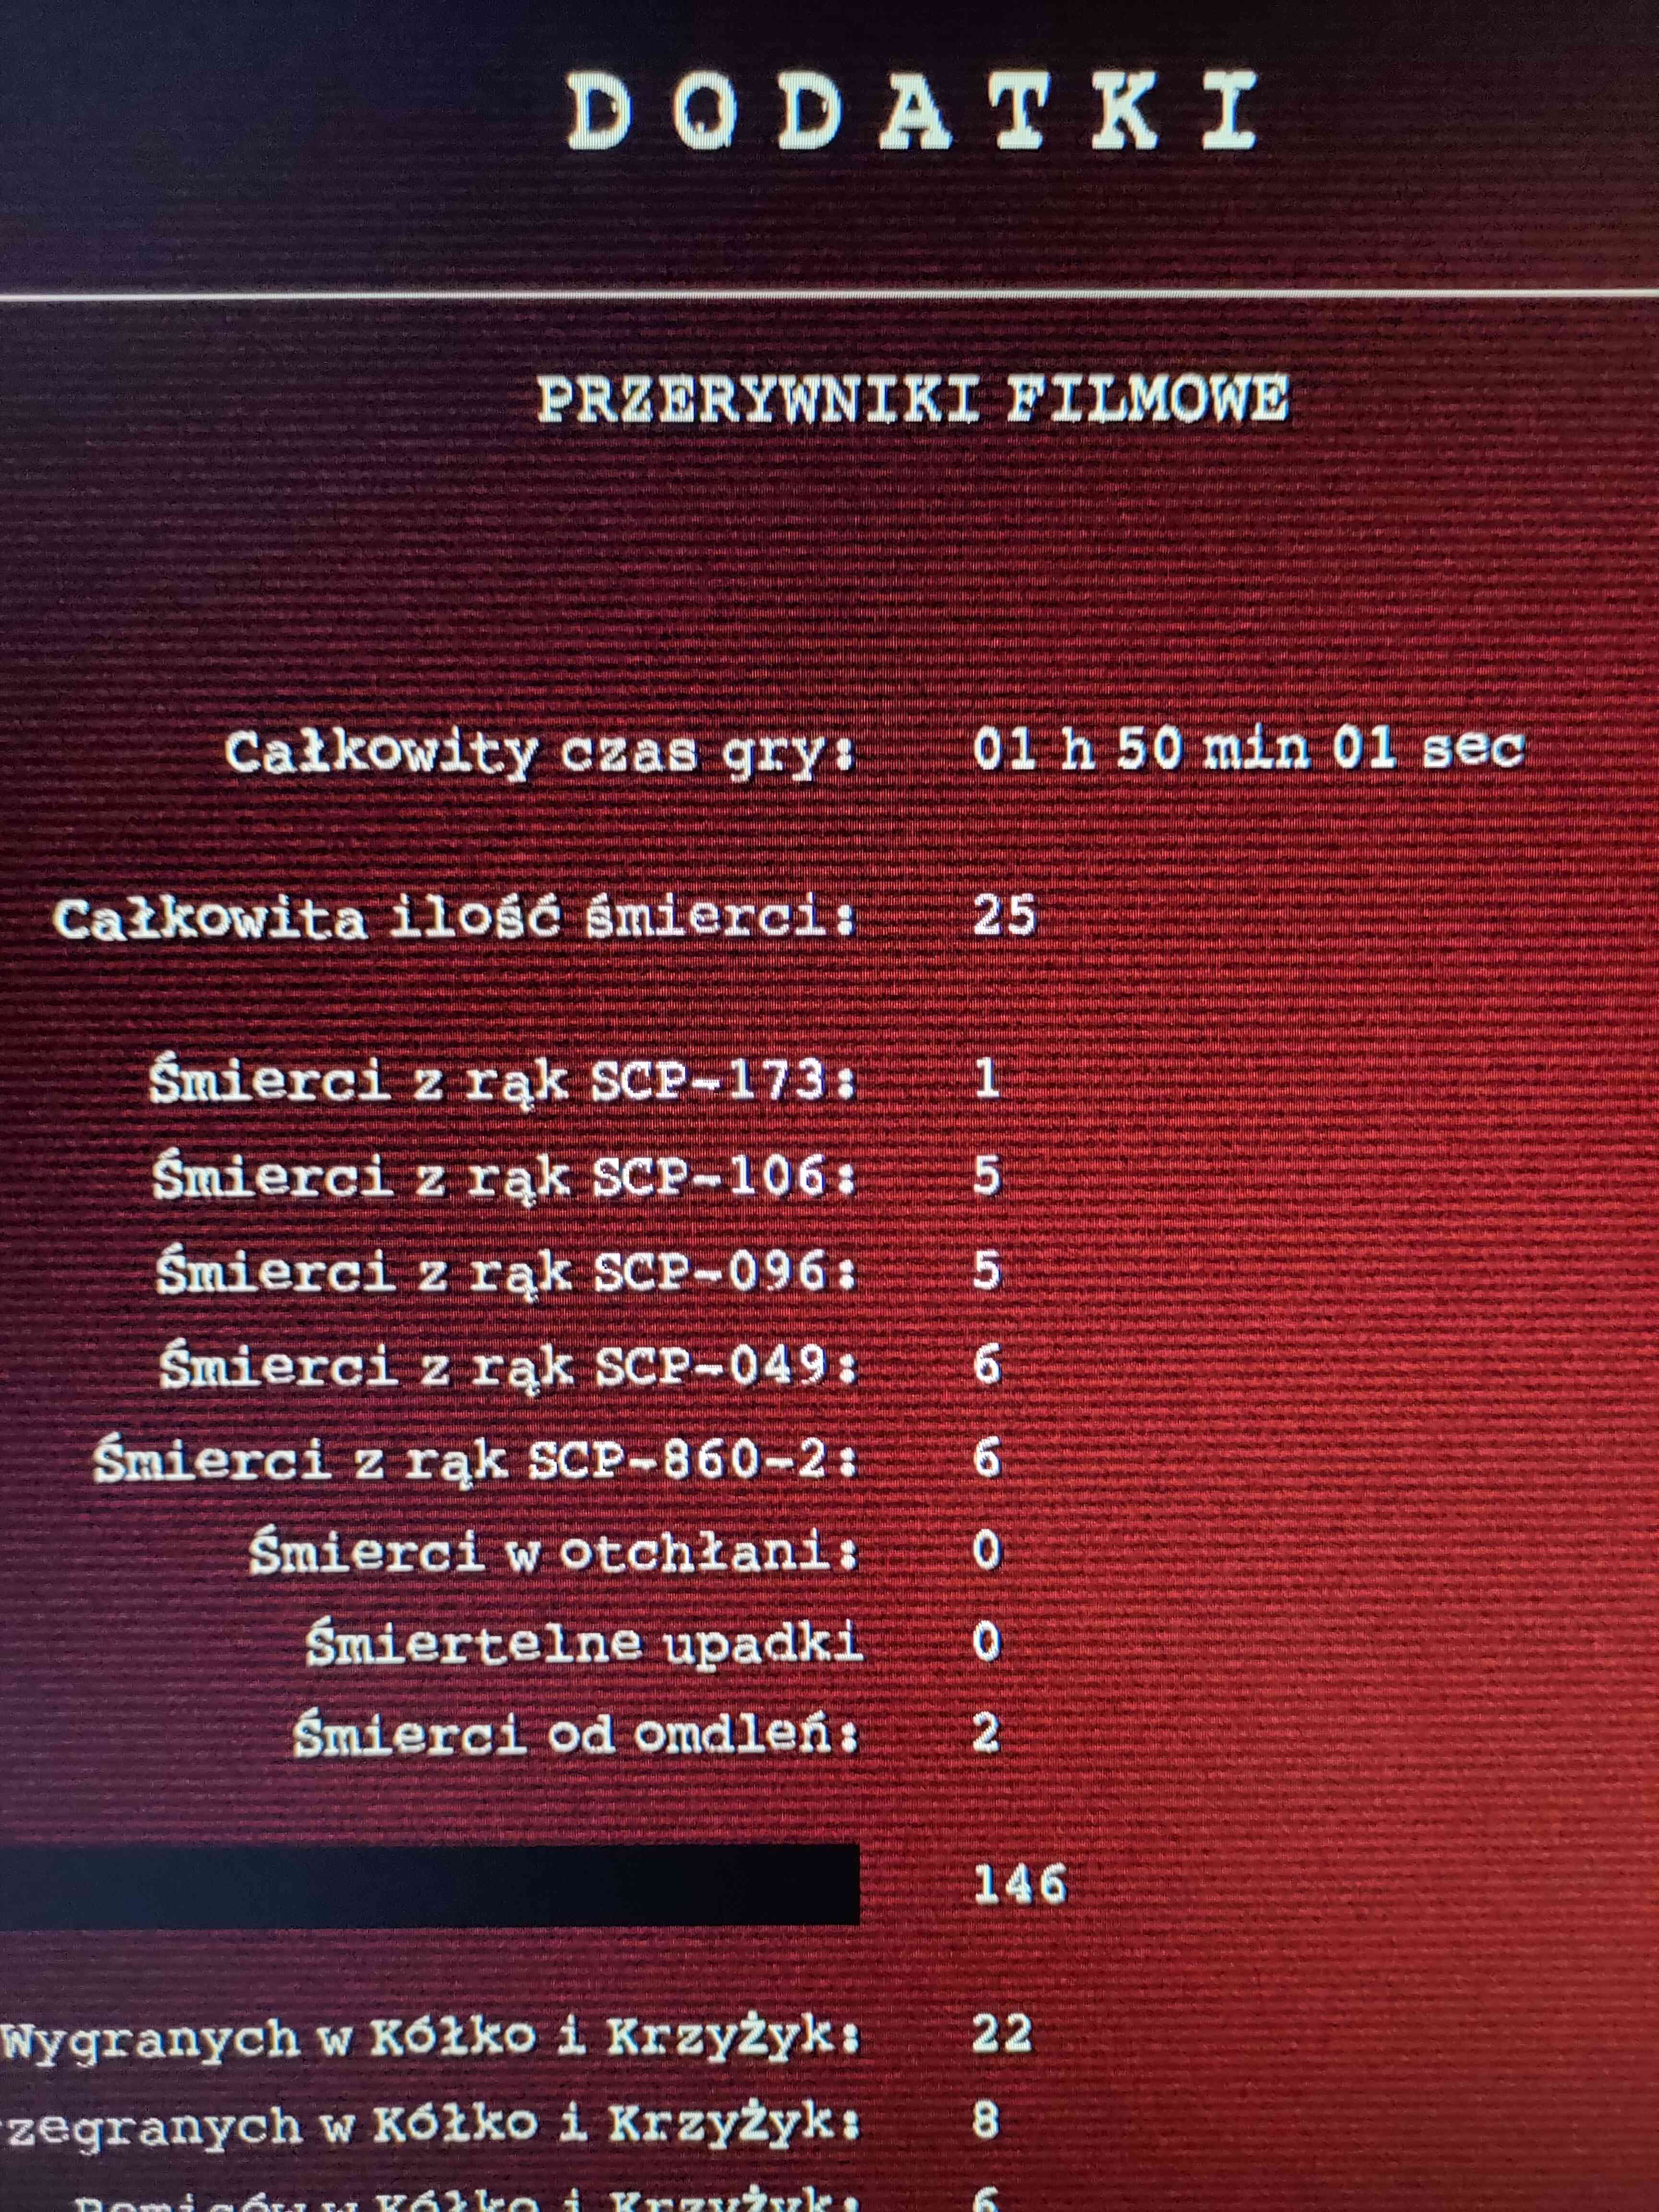 DODATKI
PRZERYWNIKI FILMOWE
Całkowity czas gry: 01 h 50 min 01 sec
Całkowita ilość śmierci: 25
Śmierci z rąk SCP-173: 1
Śmierci z rąk SCP-106: 5
Śmierci z rąk SCP-096: 5
Śmierci z rąk SCP-049: 6
Śmierci z rąk SCP-860-2: 6
Śmierci w otchłani: 0
Śmiertelne upadki 0
Śmierci od omdleń: 2
146
Wygranych w Kółko i Krzyżyk: 22
zegranych w Kółko i Krzyżyk: 8
w Kółko i Krzyżyk: 6